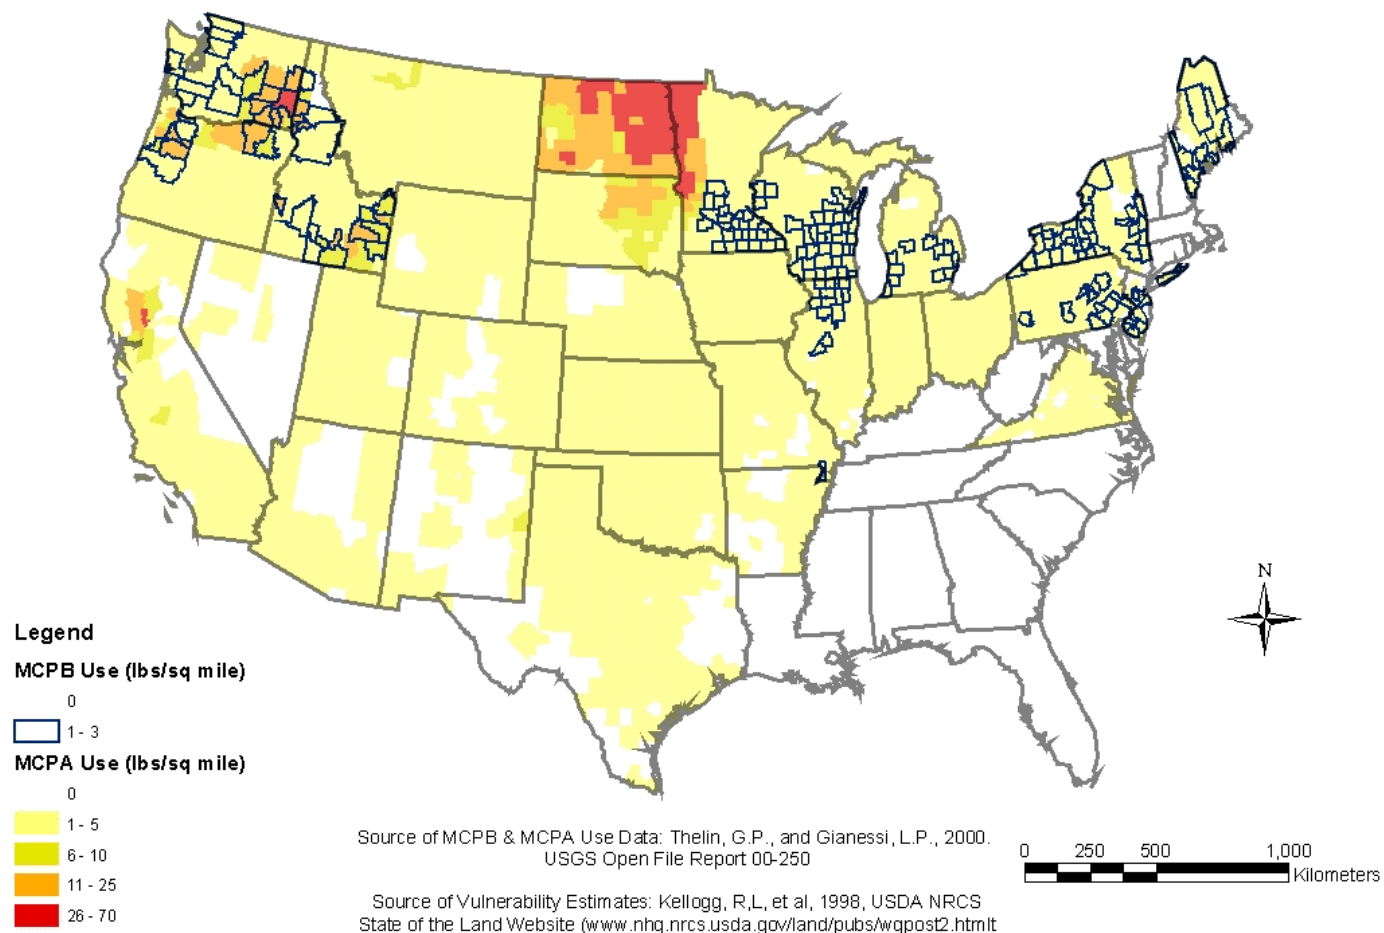 N
Legend
MCPB Use (lbs/sq mile)
0
1 - 3
MCPA Use (lbs/sq mile)
0
1 - 5
6 - 10
11 - 25
26 - 70
Source of MCPB & MCPA Use Data: Thelin, G.P., and Gianessi, L.P., 2000.
USGS Open File Report 00-250
Source of Vulnerability Estimates: Kellogg, R,L, et al, 1998, USDA NRCS
State of the Land Website (www.nhq.nrcs.usda.gov/land/pubs/wqpost2.htmlt
0 250 500 1,000
Kilometers